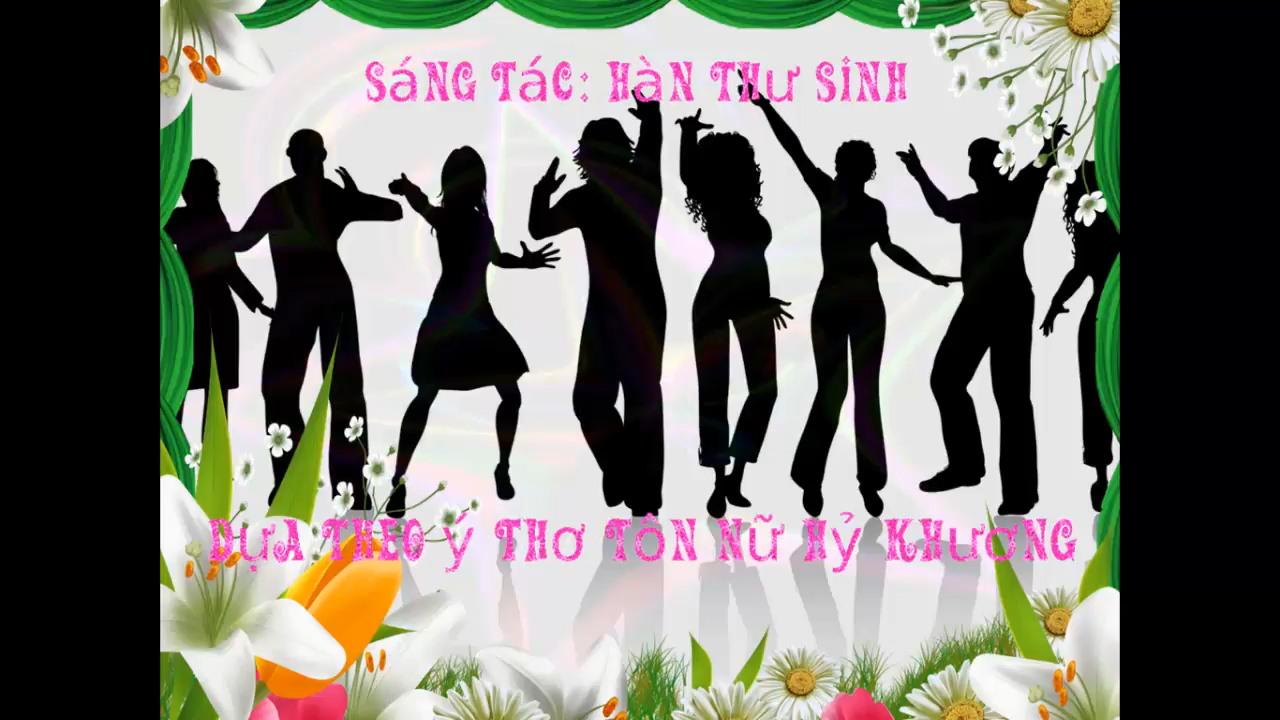 SáNG TáC: HàN THư SINH
DựA THEO ý THơ TÔN Nữ Hỷ KHươNG